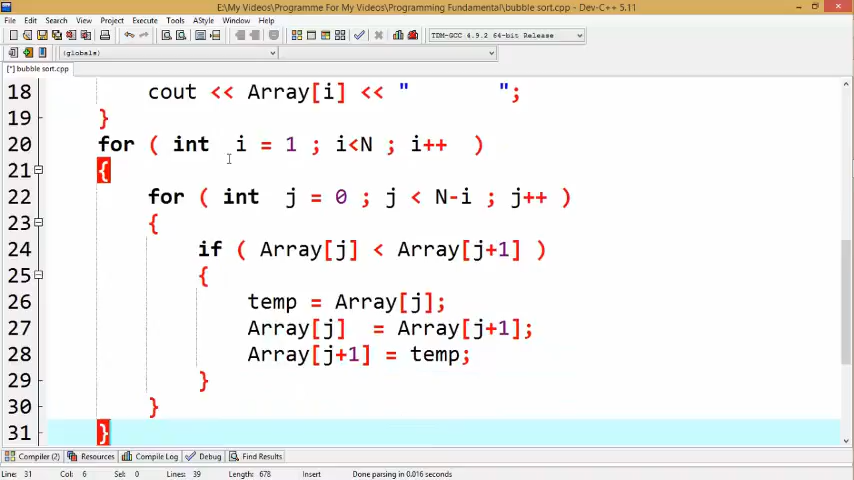 E:\My Videos\Programme For My Videos\Programming Fundamental\bubble sort.cpp - Dev-C++ 5.11
File Edit Search View Project Execute Tools AStyle Window Help
TDM-GCC 4.9.2 64-bit Release
(globals)
[*] bubble sort.cpp
18 cout << Array[i] << "        ";
19 }
20 for ( int  i = 1 ; i<N ; i++  )
21 {
22 for ( int  j = 0 ; j < N-i ; j++ )
23 {
24 if ( Array[j] < Array[j+1] )
25 {
26 temp = Array[j];
27 Array[j]  = Array[j+1];
28 Array[j+1] = temp;
29 }
30 }
31 }
Compiler (2) Resources Compile Log Debug Find Results
Line: 31 Col: 6 Sel: 0 Lines: 39 Length: 678 Insert Done parsing in 0.016 seconds